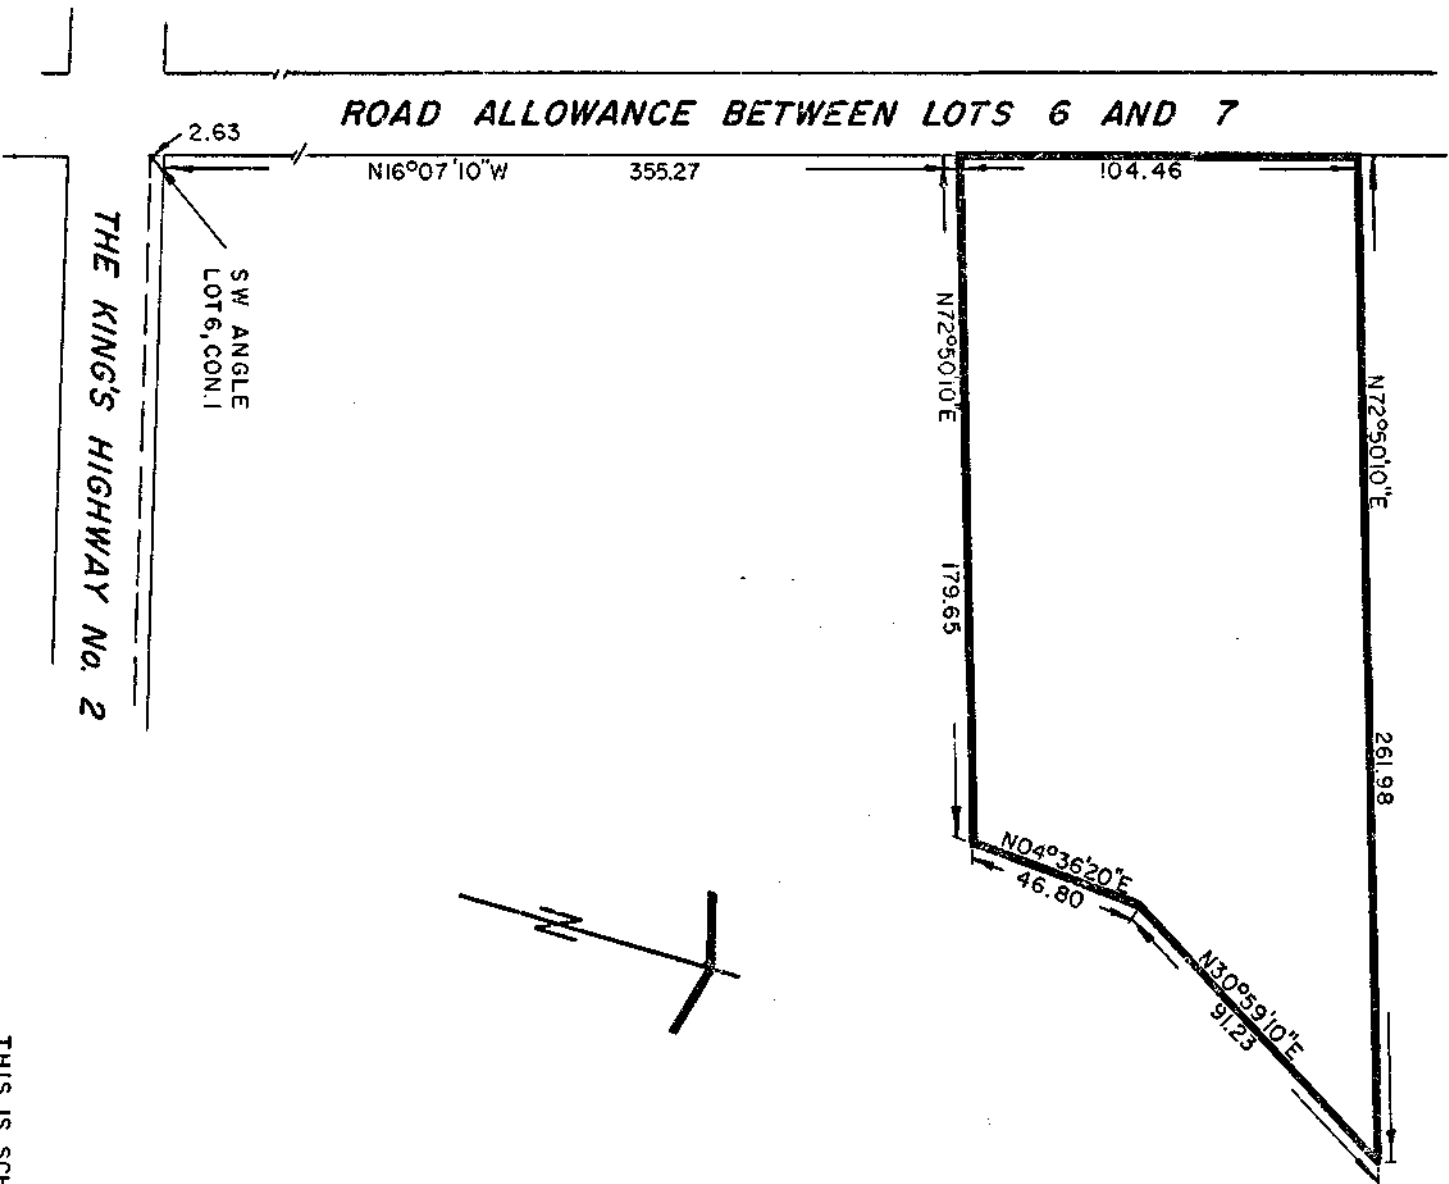 ROAD ALLOWANCE BETWEEN LOTS 6 AND 7
2.63
N16°07'10"W 355.27
104.46
SW ANGLE
LOT 6, CON. 1
THE KING'S HIGHWAY No. 2
N72°50'10"E
179.65
N72°50'10"E
261.98
N04°36'20"E
46.80
N30°59'10"E
91.23
N
THIS IS